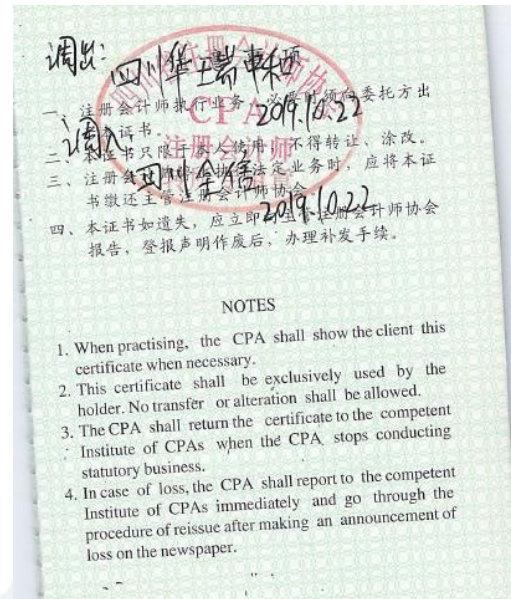 调出:
四川华
2019.10.22
调入
四川金信
2019.10.22
CPA
注册会计师
一、注册会计师执行业务，必要时须向委托方出
示本证书。
二、本证书只限于本人使用，不得转让、涂改。
三、注册会计师停止执行法定业务时，应将本证
书缴还主管注册会计师协会。
四、本证书如遗失，应立即向主管注册会计师协会
报告，登报声明作废后，办理补发手续。
NOTES
1. When practising, the CPA shall show the client this
certificate when necessary.
2. This certificate shall be exclusively used by the
holder. No transfer or alteration shall be allowed.
3. The CPA shall return the certificate to the competent
Institute of CPAs when the CPA stops conducting
statutory business.
4. In case of loss, the CPA shall report to the competent
Institute of CPAs immediately and go through the
procedure of reissue after making an announcement of
loss on the newspaper.